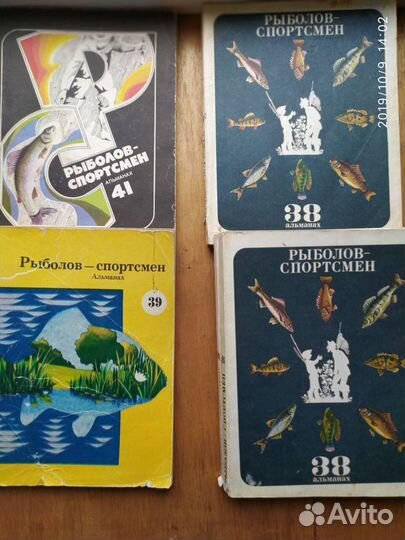 РС
РЫБОЛОВ-
СПОРТСМЕН
АЛЬМАНАХ
41
РЫБОЛОВ-
СПОРТСМЕН
38
альманах
2019/10/9 14:02
Рыболов — спортсмен
Альманах
39
РЫБОЛОВ-
СПОРТСМЕН
38
альманах
Avito